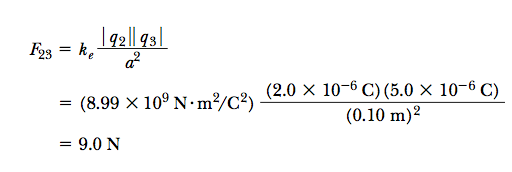 F₂₃ = kₑ |q₂||q₃| / a²
= (8.99 × 10⁹ N·m²/C²) (2.0 × 10⁻⁶ C)(5.0 × 10⁻⁶ C) / (0.10 m)²
= 9.0 N